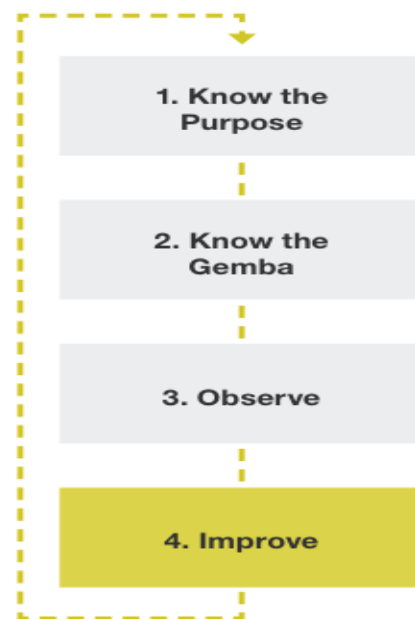 1. Know the
Purpose
2. Know the
Gemba
3. Observe
4. Improve